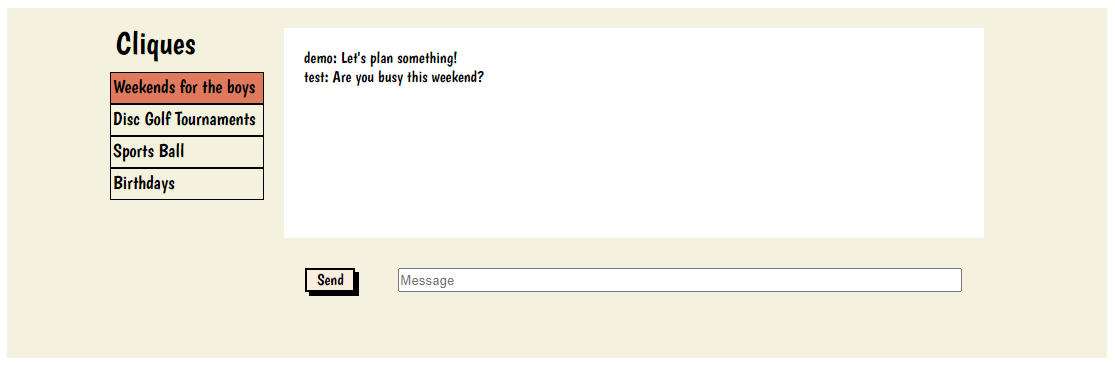 Cliques
Weekends for the boys
Disc Golf Tournaments
Sports Ball
Birthdays
demo: Let's plan something!
test: Are you busy this weekend?
Send
Message